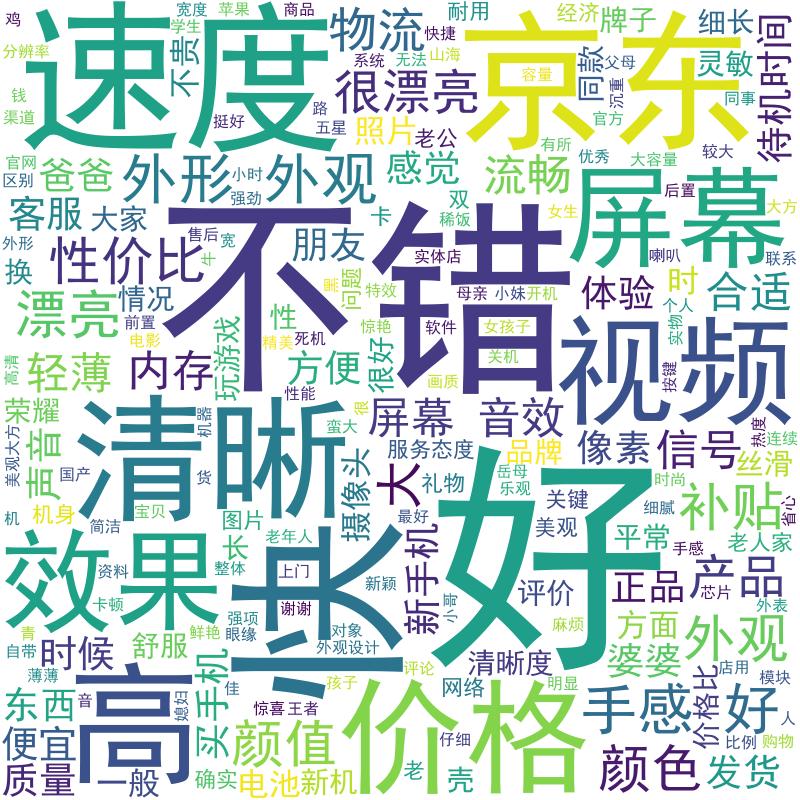 鸡
宽度
苹果
商品
物流
耐用
经济
牌子
细长
待机时间
分辨率
学生
速度
不贵
系统
快捷
无法
山海
京东
同款
父母
灵敏
钱
渠道
挺好
路
五星
很漂亮
容量
沉重
同事
官方
照片
老公
有所
官网
区别
爸爸
外形
小时
强劲
外观
感觉
流畅
优秀
大容量
较大
屏幕
后置
女生
大方
客服
大家
双
卡
稀饭
外形
换
性价比
售后
宽
牛
朋友
不错
实体店
喇叭
联系
漂亮
情况
前置
电影
性
问题
特效
母亲
小妹
开机
体验
时
合适
个人
实物
高清
轻薄
内存
玩游戏
精美
死机
方便
惊艳
很好
软件
女孩子
关机
画质
视频
按键
荣耀
美观大方
声音
清晰
机器
性能
蛮大
很
屏幕
音效
服务态度
品牌
像素
信号
热度
连续
丝滑
国产
货
摄像头
大
礼物
岳母
乐观
关键
美观
时尚
细腻
省心
机
机身
简洁
宝贝
图片
长
老年人
最好
新手机
好
平常
补贴
手感
老人家
效果
资料
卡顿
整体
快
上门
新颖
谢谢
小哥
评价
正品
产品
芯片
外表
青
自带
时候
舒服
鲜艳
强项
眼缘
对象
外观设计
麻烦
方面
外观
薄薄
东西
高
音
媳妇
买手机
佳
孩子
评论
清晰度
网络
明显
婆婆
店用
模块
便宜
颜值
惊喜
王者
价格
仔细
手感
价格比
好
人
比例
购物
质量
一般
确实
电池
新机
老
壳
颜色
发货